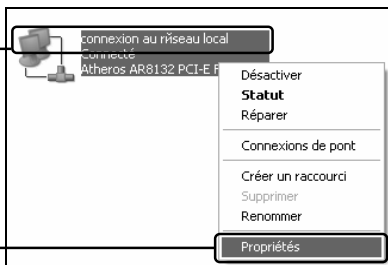 connexion au rйseau local
Connecté
Atheros AR8132 PCI-E F
Désactiver
Statut
Réparer
Connexions de pont
Créer un raccourci
Supprimer
Renommer
Propriétés